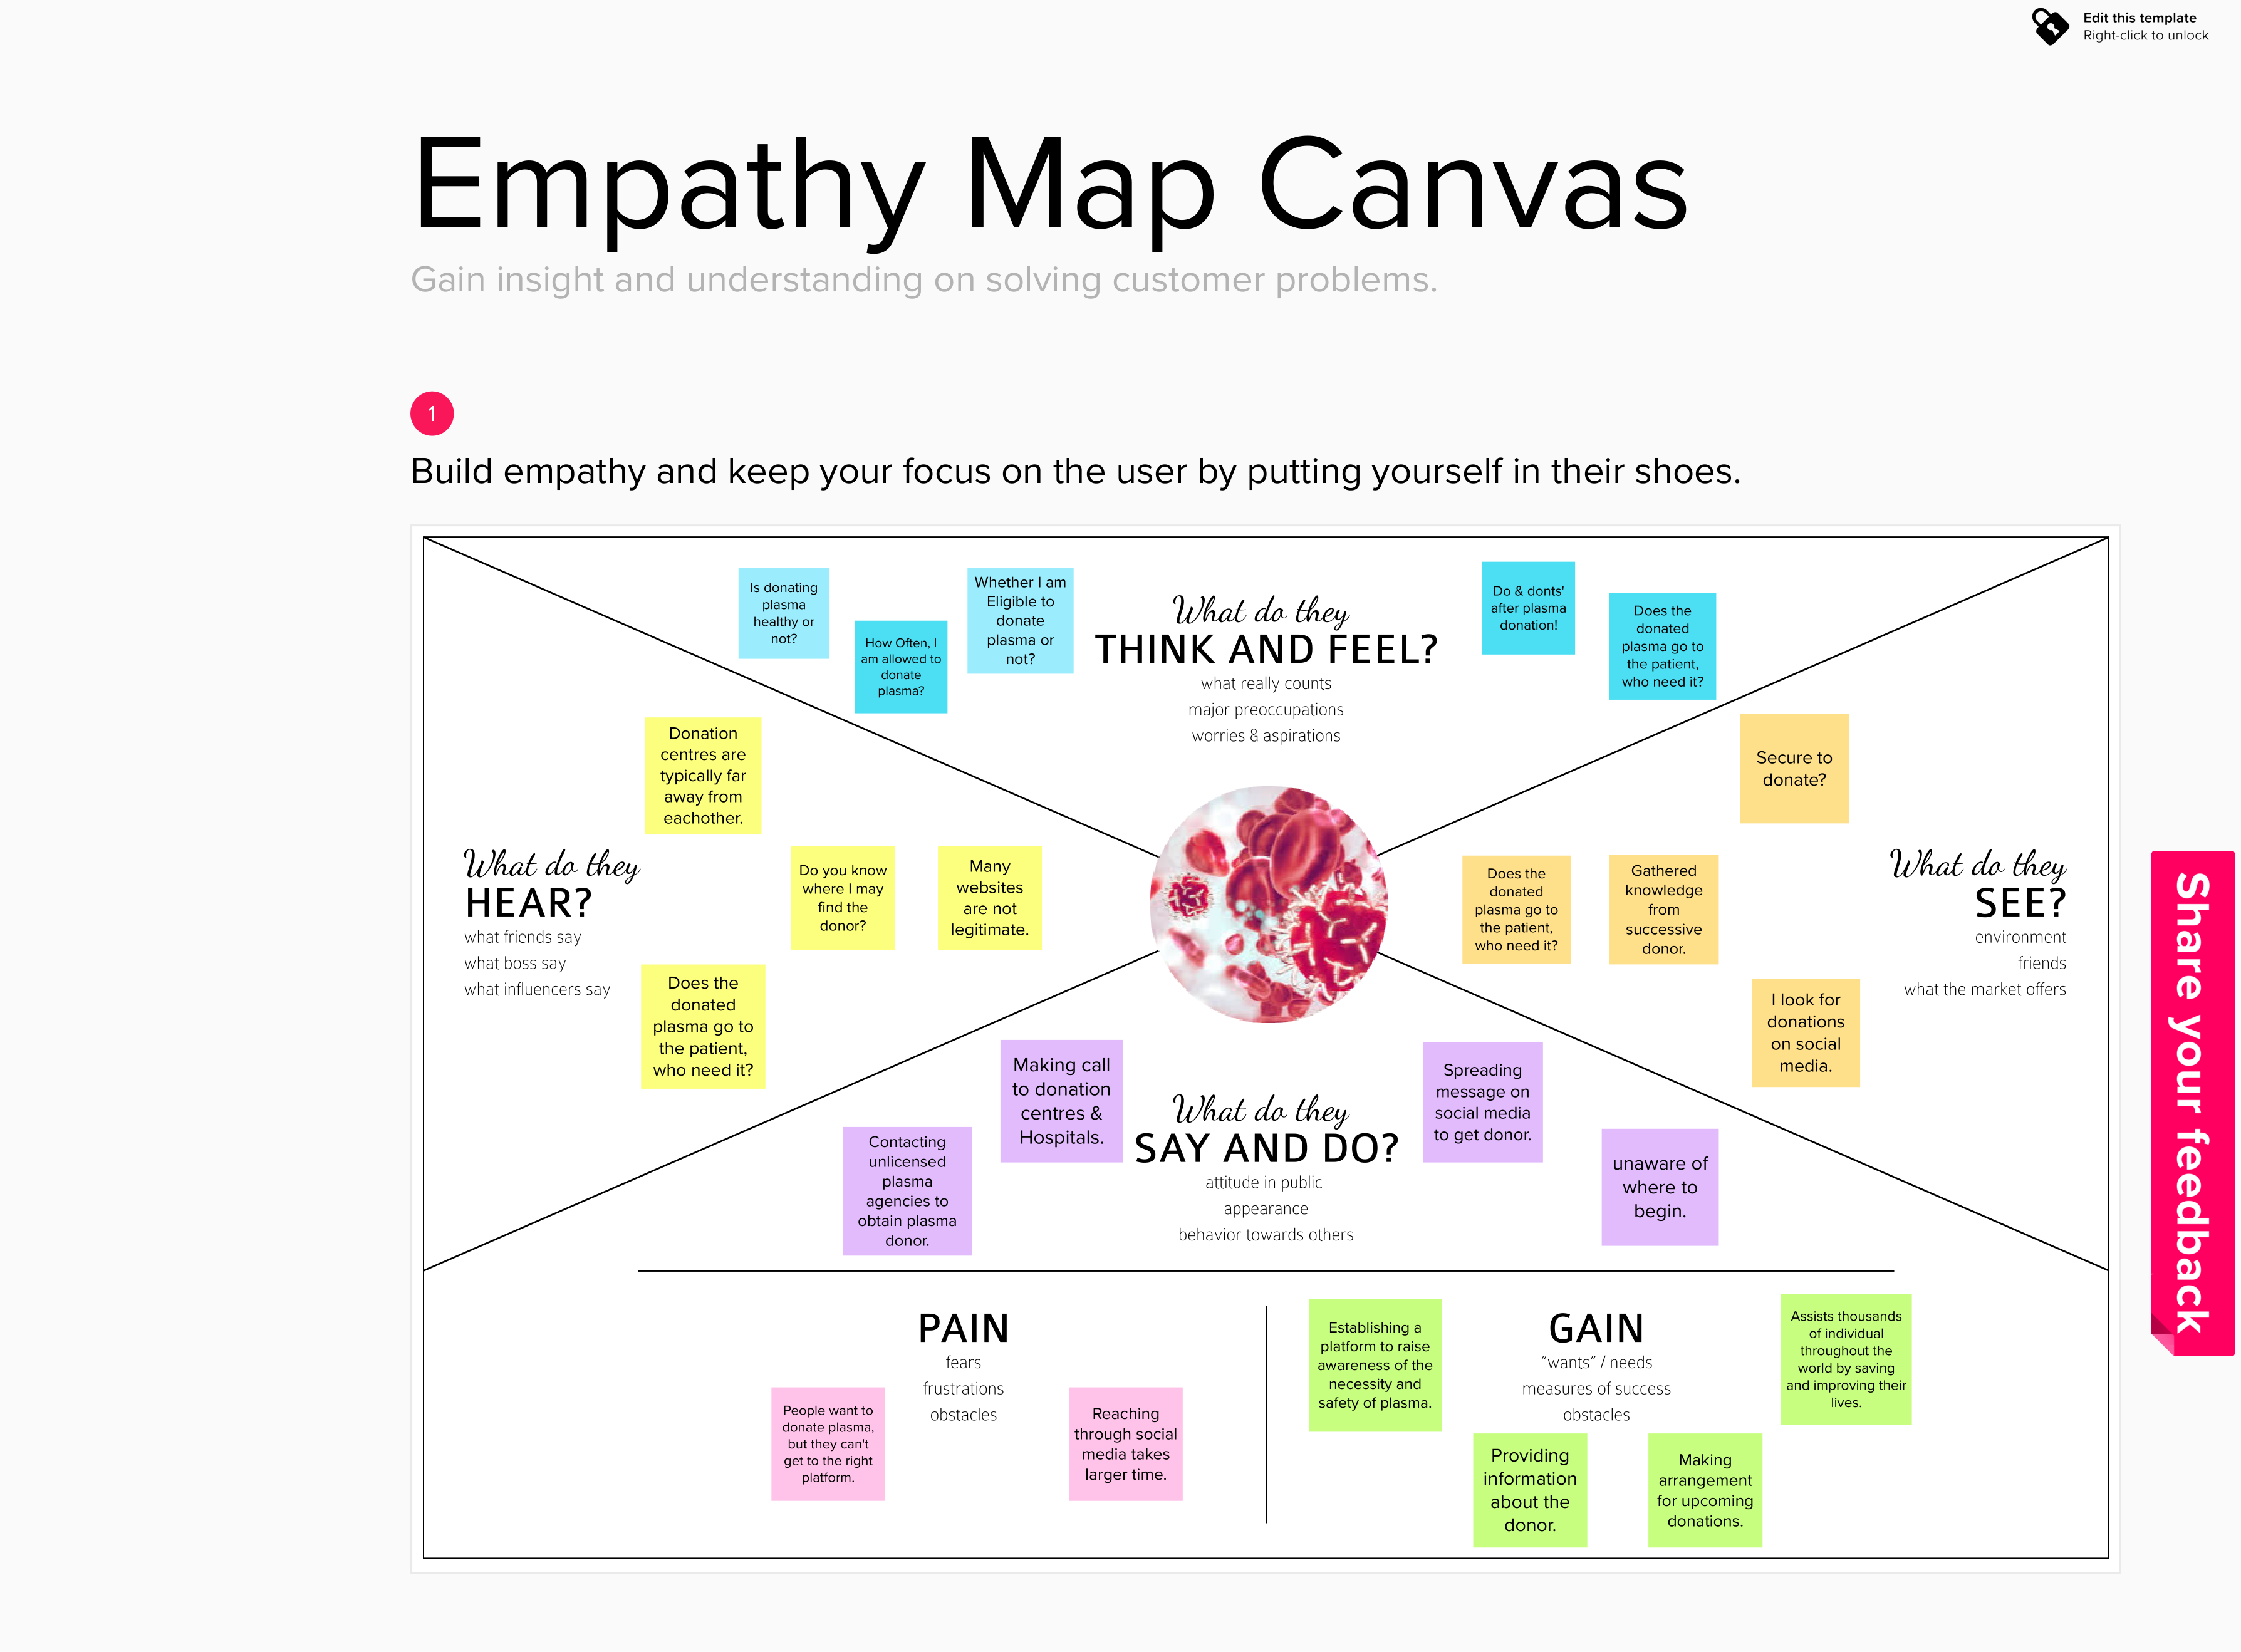 Edit this template
Right-click to unlock
Empathy Map Canvas
Gain insight and understanding on solving customer problems.
1
Build empathy and keep your focus on the user by putting yourself in their shoes.
Is donating
plasma
healthy or
not?
How Often, I
am allowed to
donate
plasma?
Whether I am
Eligible to
donate
plasma or
not?
What do they
THINK AND FEEL?
what really counts
major preoccupations
worries & aspirations
Do & donts'
after plasma
donation!
Does the
donated
plasma go to
the patient,
who need it?
Donation
centres are
typically far
away from
eachother.
What do they
HEAR?
what friends say
what boss say
what influencers say
Do you know
where I may
find the
donor?
Many
websites
are not
legitimate.
Does the
donated
plasma go to
the patient,
who need it?
Secure to
donate?
Does the
donated
plasma go to
the patient,
who need it?
Gathered
knowledge
from
successive
donor.
What do they
SEE?
environment
friends
what the market offers
I look for
donations
on social
media.
Contacting
unlicensed
plasma
agencies to
obtain plasma
donor.
Making call
to donation
centres &
Hospitals.
What do they
SAY AND DO?
attitude in public
appearance
behavior towards others
Spreading
message on
social media
to get donor.
unaware of
where to
begin.
PAIN
fears
frustrations
obstacles
People want to
donate plasma,
but they can't
get to the right
platform.
Reaching
through social
media takes
larger time.
Establishing a
platform to raise
awareness of the
necessity and
safety of plasma.
GAIN
“wants” / needs
measures of success
obstacles
Assists thousands
of individual
throughout the
world by saving
and improving their
lives.
Providing
information
about the
donor.
Making
arrangement
for upcoming
donations.
Share your feedback